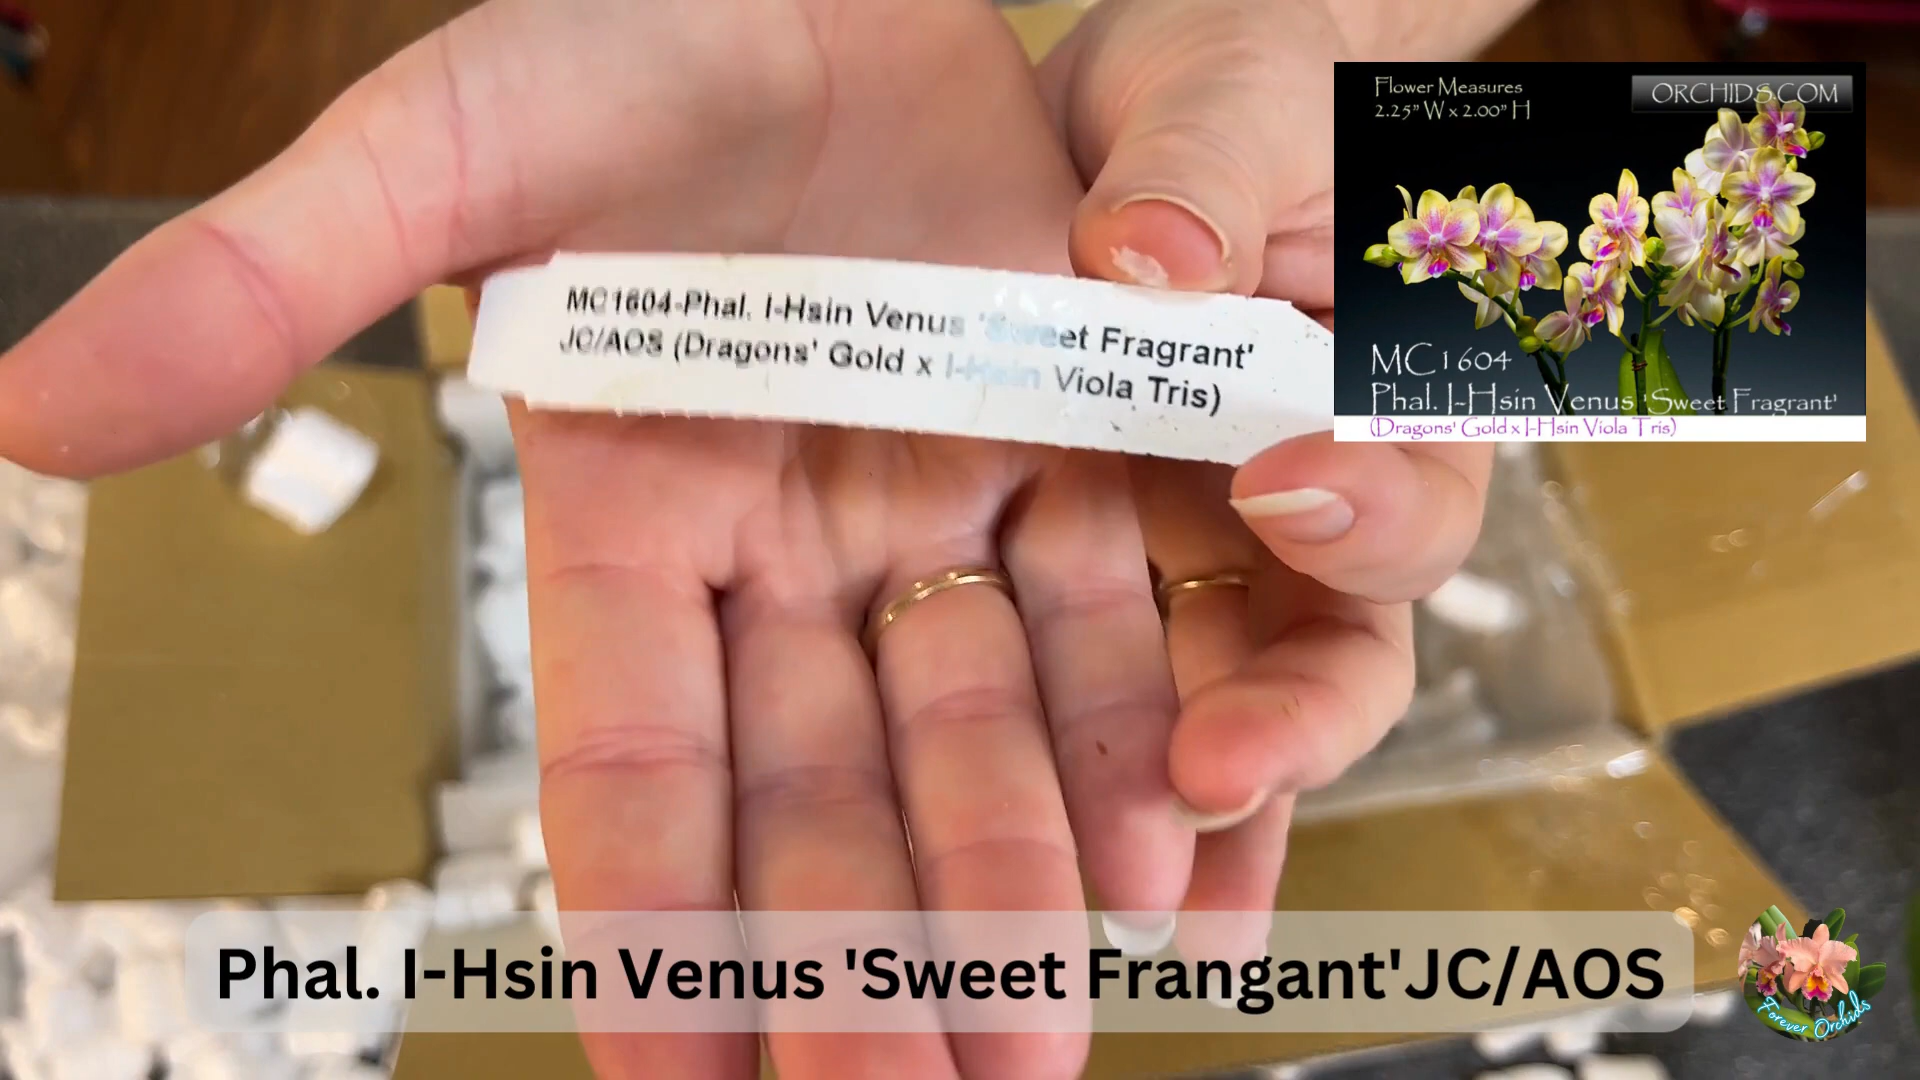 MC1604-Phal. I-Hsin Venus 'Sweet Fragrant'
JC/AOS (Dragons' Gold x I-Hsin Viola Tris)
Flower Measures
2.25" W x 2.00" H
ORCHIDS.COM
MC1604
Phal. I-Hsin Venus 'Sweet Fragrant'
(Dragons' Gold x I-Hsin Viola Tris)
Phal. I-Hsin Venus 'Sweet Frangant'JC/AOS
Forever Orchids